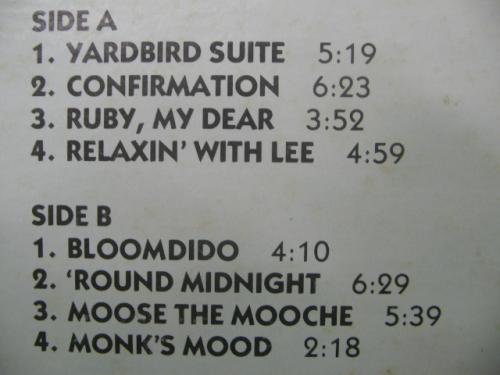 SIDE A
1. YARDBIRD SUITE 5:19
2. CONFIRMATION 6:23
3. RUBY, MY DEAR 3:52
4. RELAXIN' WITH LEE 4:59
SIDE B
1. BLOOMDIDO 4:10
2. 'ROUND MIDNIGHT 6:29
3. MOOSE THE MOOCHE 5:39
4. MONK'S MOOD 2:18